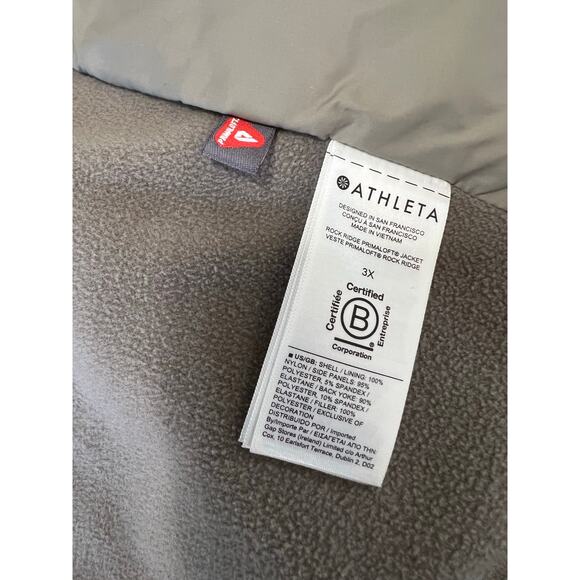 PRIMALOFT
ATHLETA
DESIGNED IN SAN FRANCISCO
CONÇU À SAN FRANCISCO
MADE IN VIETNAM
ROCK RIDGE PRIMALOFT® JACKET
VESTE PRIMALOFT® ROCK RIDGE
3X
Certified
Certifiée
B
Entreprise
Corporation
■ US/GB: SHELL / LINING: 100%
NYLON / SIDE PANELS: 95%
POLYESTER, 5% SPANDEX /
ELASTANE / BACK YOKE: 90%
POLYESTER, 10% SPANDEX /
ELASTANE / FILLER: 100%
POLYESTER / EXCLUSIVE OF
DECORATION
DISTRIBUIDO POR / Imported
By/Importe Par / ΕΙΣΑΓΕΤΑΙ ΑΠΟ ΤΗΝ:
Gap Stores (Ireland) Limited c/o Arthur
Cox, 10 Earlsfort Terrace, Dublin 2, D02